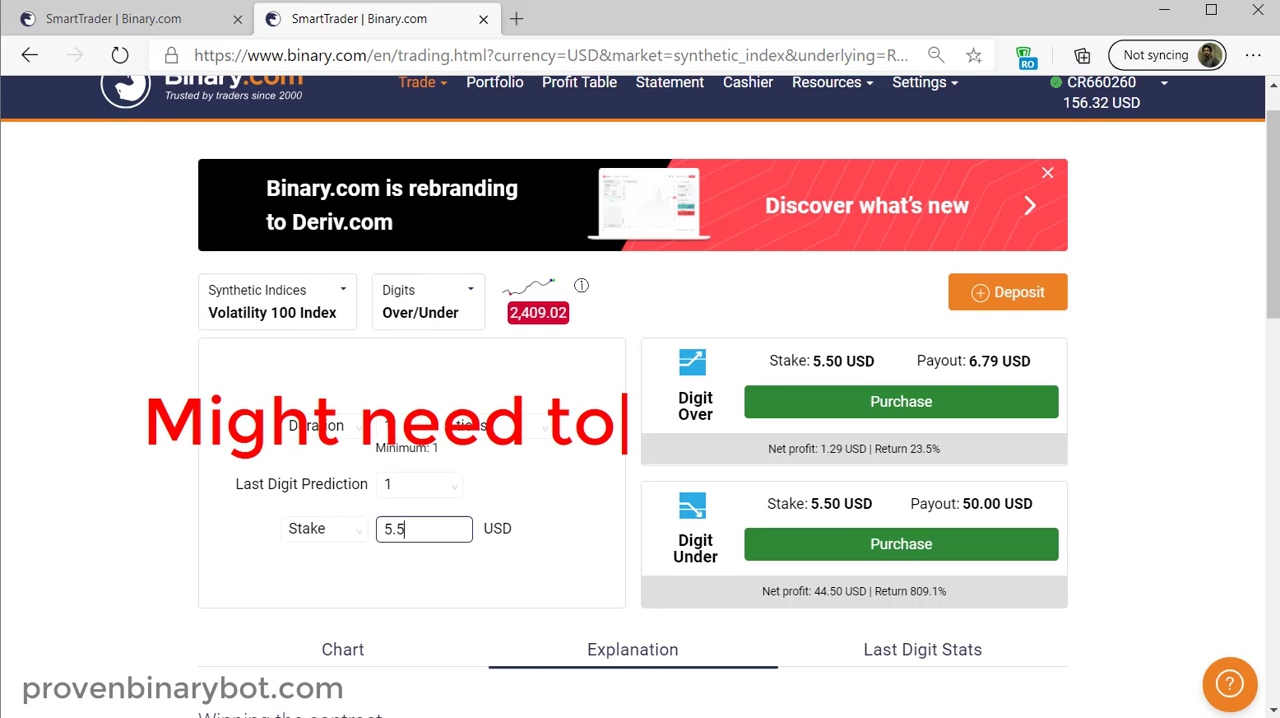 SmartTrader | Binary.com
SmartTrader | Binary.com
https://www.binary.com/en/trading.html?currency=USD&market=synthetic_index&underlying=R...
RO
Not syncing
Binary.com
Trusted by traders since 2000
Trade
Portfolio
Profit Table
Statement
Cashier
Resources
Settings
CR660260
156.32 USD
Binary.com is rebranding
to Deriv.com
Discover what's new
Synthetic Indices
Volatility 100 Index
Digits
Over/Under
2,409.02
Deposit
Might need to
Duration
Minimum: 1
Last Digit Prediction
1
Stake
5.5
USD
Digit
Over
Stake: 5.50 USD
Payout: 6.79 USD
Purchase
Net profit: 1.29 USD | Return 23.5%
Digit
Under
Stake: 5.50 USD
Payout: 50.00 USD
Purchase
Net profit: 44.50 USD | Return 809.1%
Chart
Explanation
Last Digit Stats
provenbinarybot.com
Winning the contract